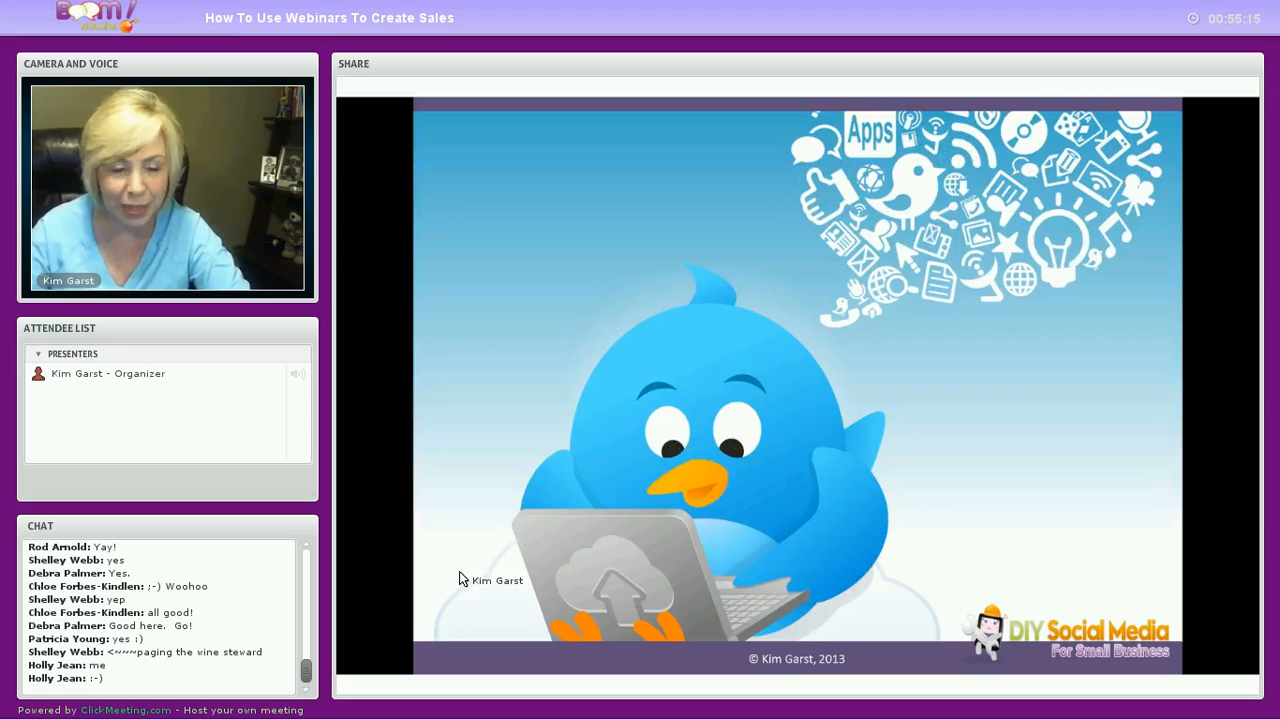 BOOM!
SOCIAL
How To Use Webinars To Create Sales
00:55:15
CAMERA AND VOICE
Kim Garst
ATTENDEE LIST
PRESENTERS
Kim Garst - Organizer
CHAT
Rod Arnold: Yay!
Shelley Webb: yes
Debra Palmer: Yes.
Chloe Forbes-Kindlen: ;-) Woohoo
Shelley Webb: yep
Chloe Forbes-Kindlen: all good!
Debra Palmer: Good here. Go!
Patricia Young: yes :)
Shelley Webb: <~~~paging the wine steward
Holly Jean: me
Holly Jean: :-)
Powered by ClickMeeting.com - Host your own meeting
SHARE
Apps
Kim Garst
DIY Social Media
For Small Business
© Kim Garst, 2013